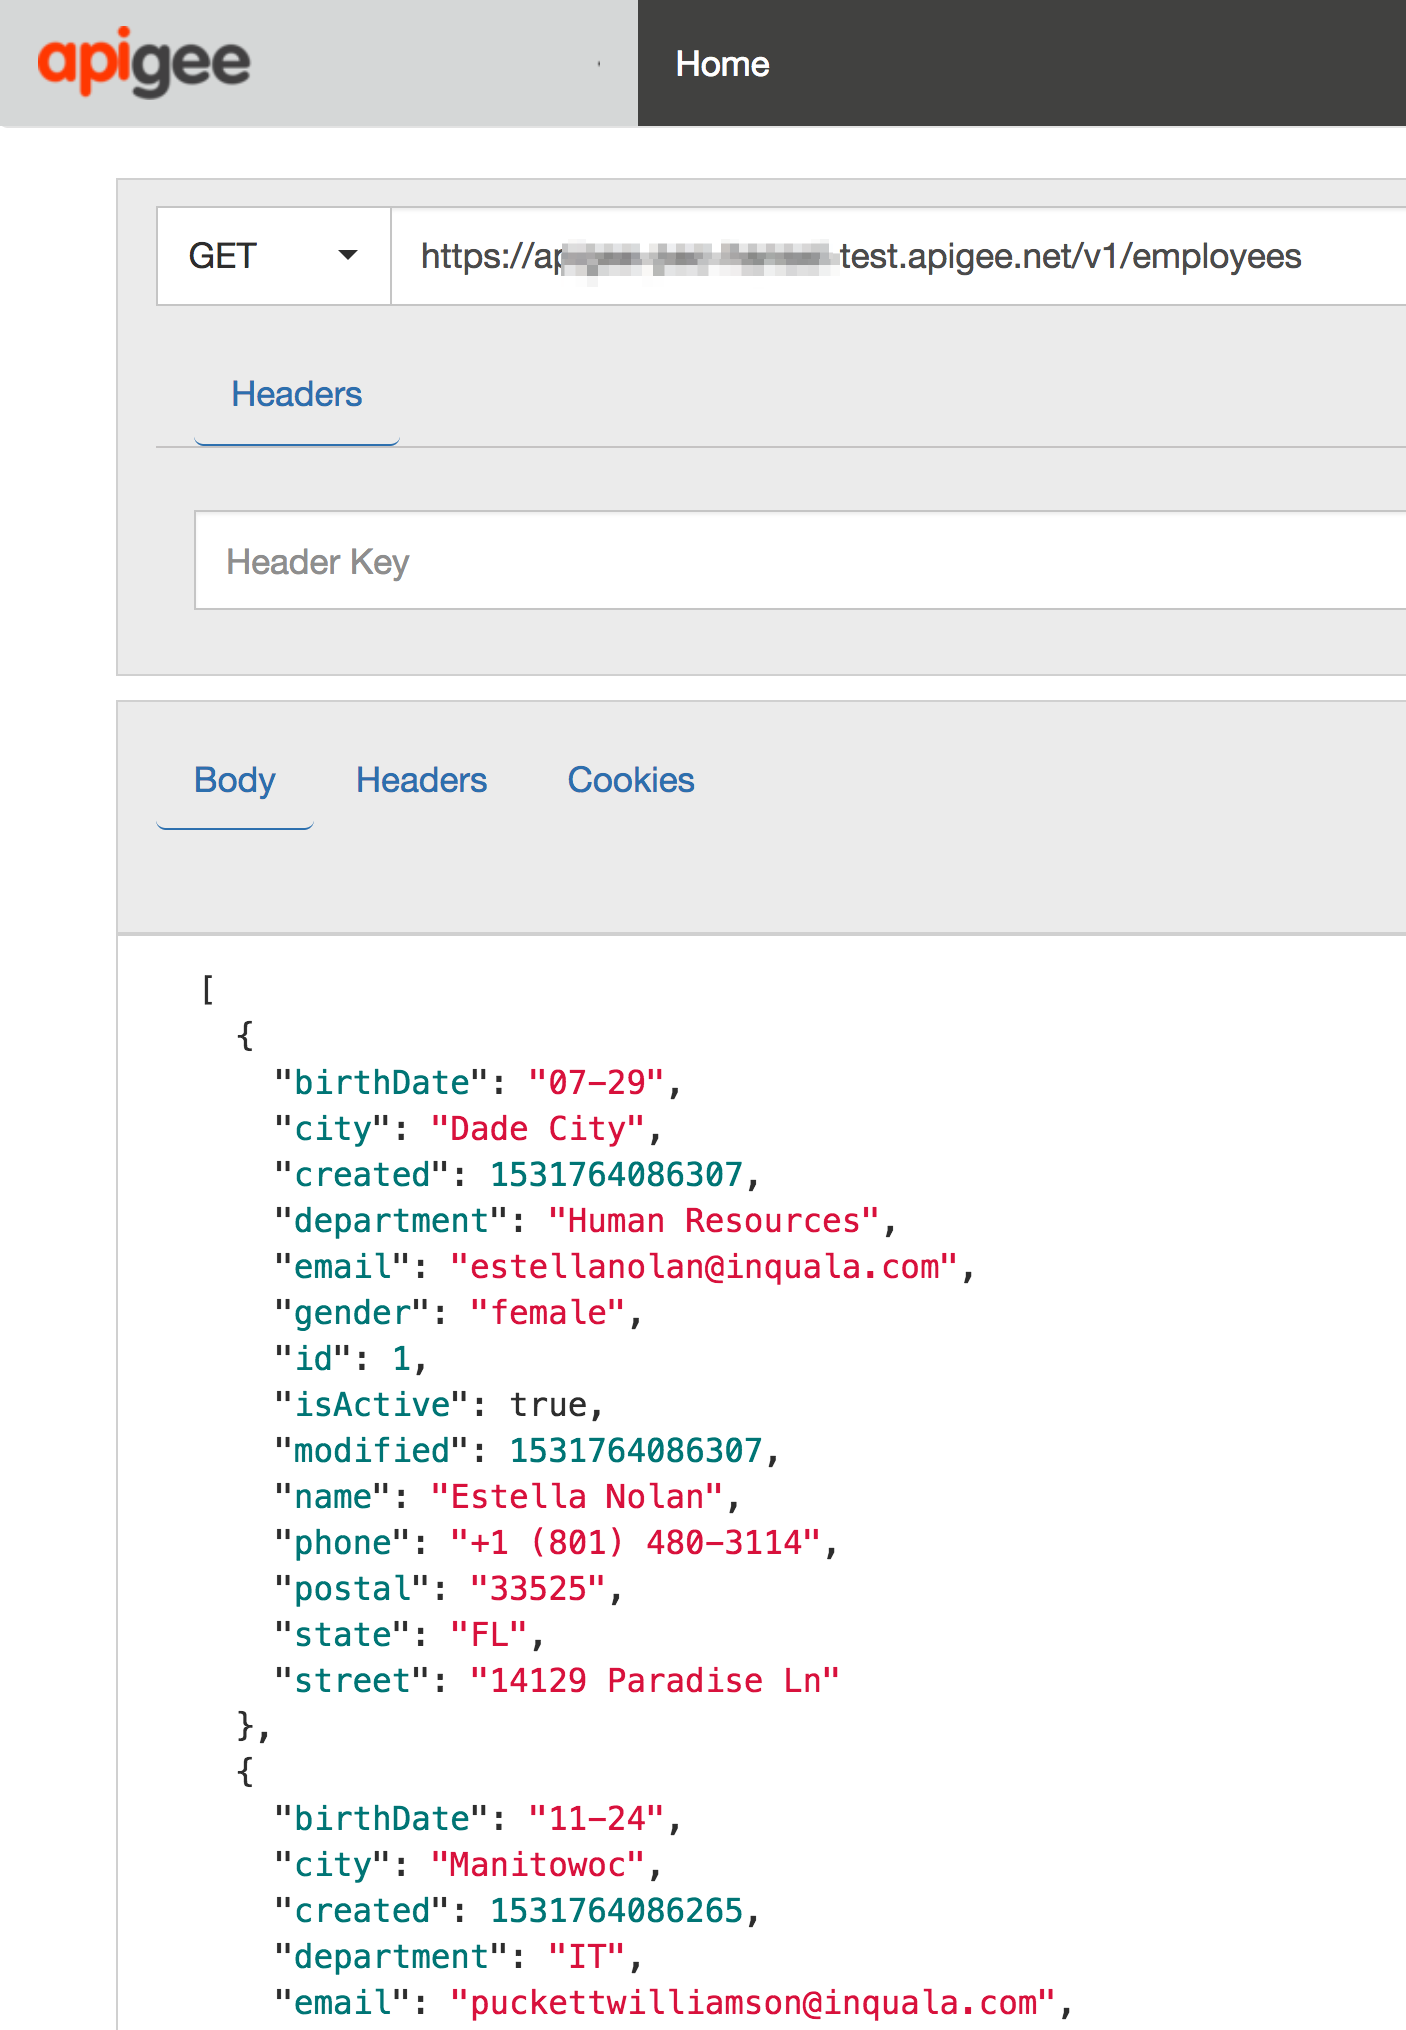 apigee
Home
GET
https://ap test.apigee.net/v1/employees
Headers
Header Key
Body Headers Cookies
[
{
"birthDate": "07-29",
"city": "Dade City",
"created": 1531764086307,
"department": "Human Resources",
"email": "estellanolan@inquala.com",
"gender": "female",
"id": 1,
"isActive": true,
"modified": 1531764086307,
"name": "Estella Nolan",
"phone": "+1 (801) 480-3114",
"postal": "33525",
"state": "FL",
"street": "14129 Paradise Ln"
},
{
"birthDate": "11-24",
"city": "Manitowoc",
"created": 1531764086265,
"department": "IT",
"email": "puckettwilliamson@inquala.com",